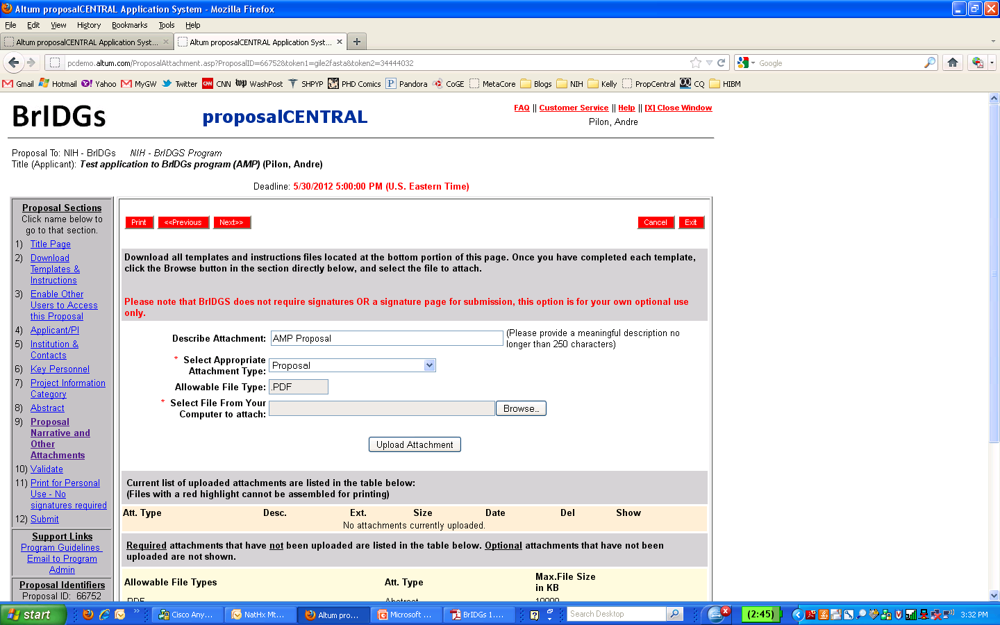 Altum proposalCENTRAL Application System - Mozilla Firefox
File Edit View History Bookmarks Tools Help
Altum proposalCENTRAL Application Syst... Altum proposalCENTRAL Application Syst...
pcdemo.altum.com/ProposalAttachment.asp?ProposalID=66752&token1=gile2fasta&token2=34444032 Google
Gmail Hotmail Yahoo MyGW Twitter CNN WashPost SHPYP PHD Comics Pandora CoGE MetaCore Blogs NIH Kelly PropCentral CQ HIBM
BrIDGs
proposalCENTRAL
FAQ || Customer Service || Help || [X] Close Window
Pilon, Andre
Proposal To: NIH - BrIDGs NIH - BrIDGS Program
Title (Applicant): Test application to BrIDGs program (AMP) (Pilon, Andre)
Deadline: 5/30/2012 5:00:00 PM (U.S. Eastern Time)
Proposal Sections
Click name below to
go to that section.
1) Title Page
2) Download
Templates &
Instructions
3) Enable Other
Users to Access
this Proposal
4) Applicant/PI
5) Institution &
Contacts
6) Key Personnel
7) Project Information
Category
8) Abstract
9) Proposal
Narrative and
Other
Attachments
10) Validate
11) Print for Personal
Use - No
signatures required
12) Submit
Support Links
Program Guidelines
Email to Program
Admin
Proposal Identifiers
Proposal ID: 66752
Print <<Previous Next>> Cancel Exit
Download all templates and instructions files located at the bottom portion of this page. Once you have completed each template,
click the Browse button in the section directly below, and select the file to attach.
Please note that BrIDGS does not require signatures OR a signature page for submission, this option is for your own optional use
only.
Describe Attachment: AMP Proposal (Please provide a meaningful description no
longer than 250 characters)
* Select Appropriate
Attachment Type: Proposal
Allowable File Type: .PDF
* Select File From Your
Computer to attach: Browse...
Upload Attachment
Current list of uploaded attachments are listed in the table below:
(Files with a red highlight cannot be assembled for printing)
Att. Type Desc. Ext. Size Date Del Show
No attachments currently uploaded.
Required attachments that have not been uploaded are listed in the table below. Optional attachments that have not been
uploaded are not shown.
Allowable File Types Att. Type Max.File Size
in KB
.PDF Abstract 10000
start Cisco Any... NatHx Mt... Altum pro... Microsoft ... BrIDGs 1.... Search Desktop (2:45) 3:32 PM